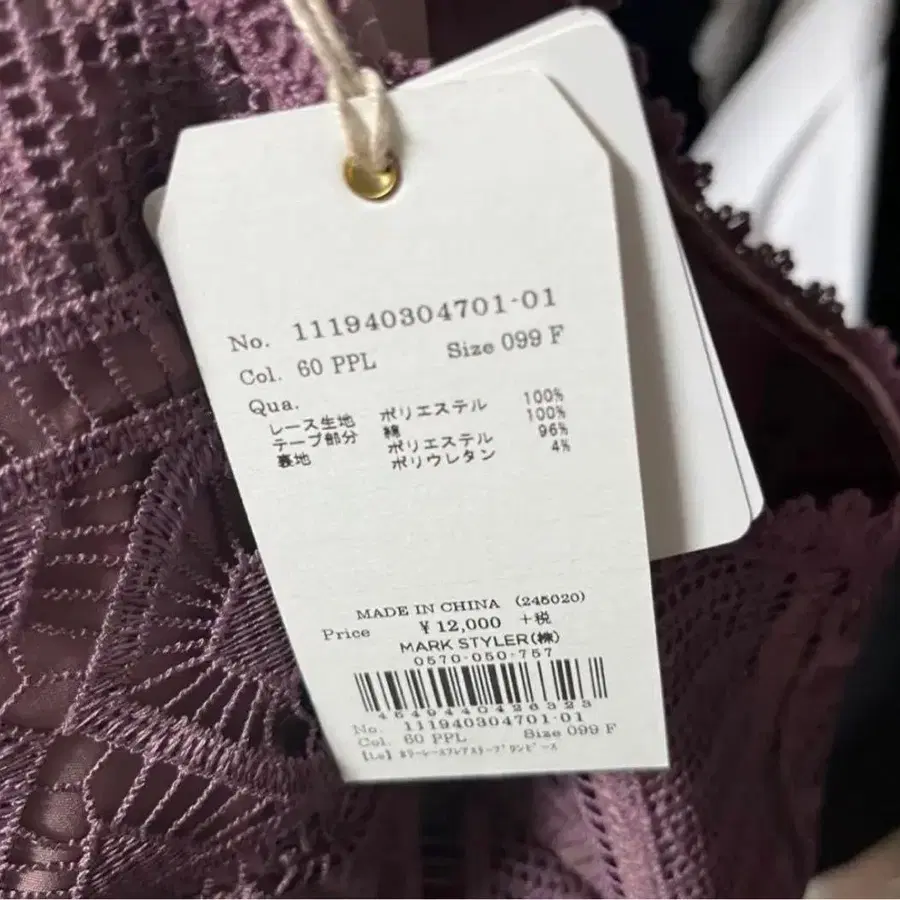 No. 111940304701-01
Col. 60 PPL Size 099 F
Qua.
レース生地 ポリエステル 100%
テープ部分 綿 100%
裏地 ポリエステル 96%
ポリウレタン 4%
MADE IN CHINA (245020)
Price ¥12,000 +税
MARK STYLER(株)
0570-050-757
4549440426323
No. 111940304701-01
Col. 60 PPL Size 099 F